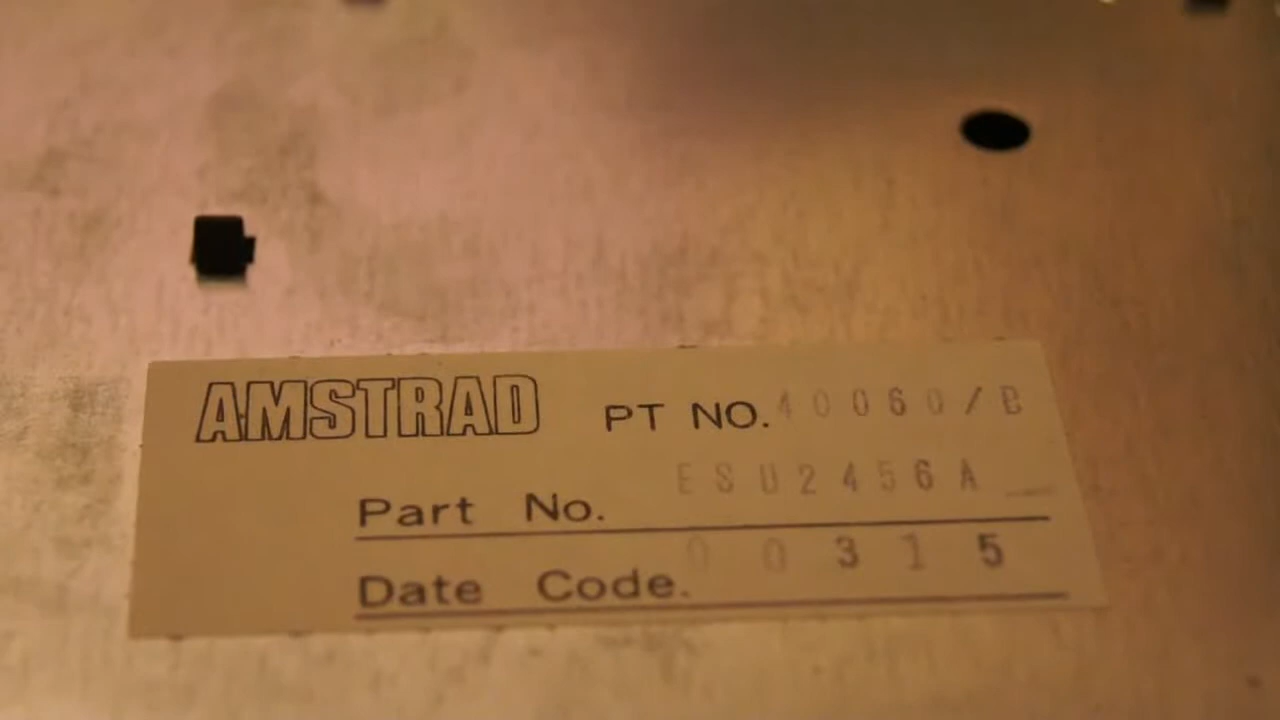 AMSTRAD PT NO. 40060/B
Part No. ESU2456A
Date Code. 00315